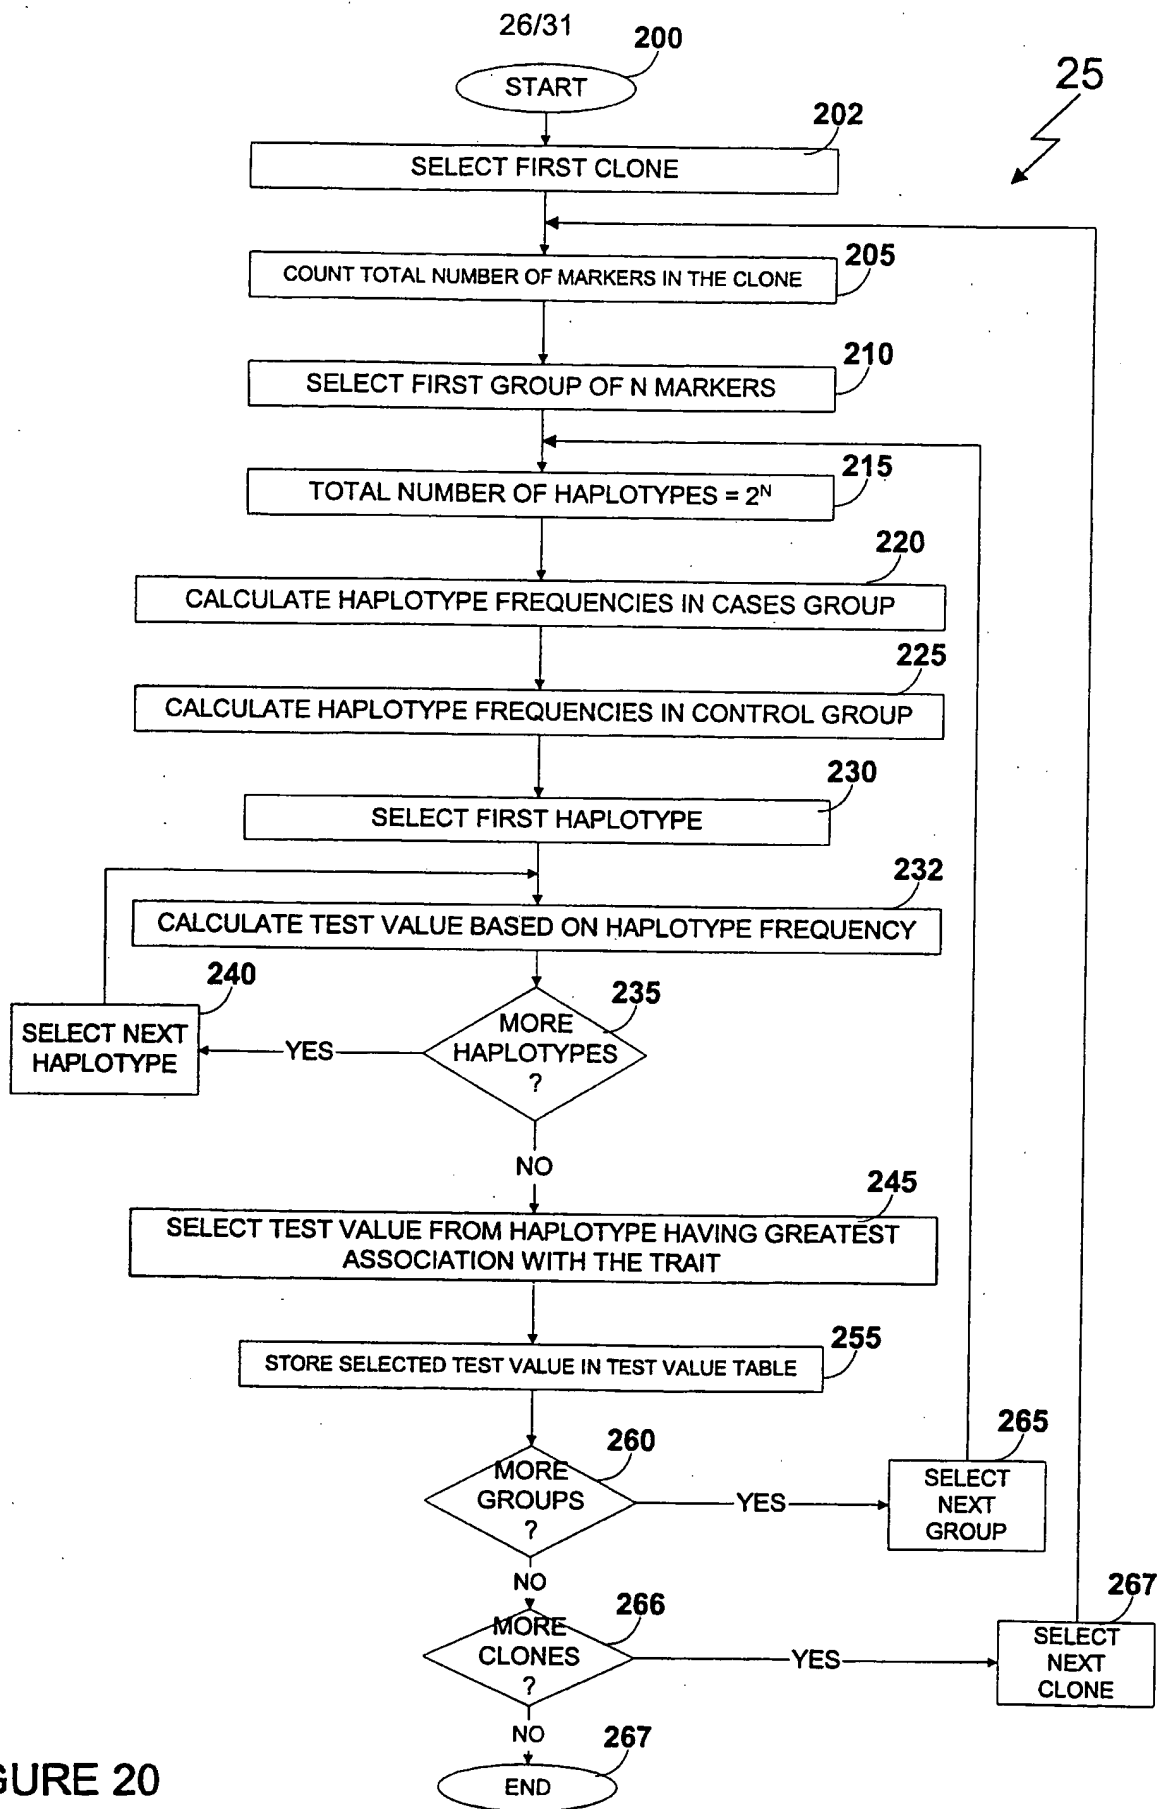 26/31
200
START
25
202
SELECT FIRST CLONE
205
COUNT TOTAL NUMBER OF MARKERS IN THE CLONE
210
SELECT FIRST GROUP OF N MARKERS
215
TOTAL NUMBER OF HAPLOTYPES = 2^N
220
CALCULATE HAPLOTYPE FREQUENCIES IN CASES GROUP
225
CALCULATE HAPLOTYPE FREQUENCIES IN CONTROL GROUP
230
SELECT FIRST HAPLOTYPE
232
CALCULATE TEST VALUE BASED ON HAPLOTYPE FREQUENCY
240
SELECT NEXT
HAPLOTYPE
YES
235
MORE
HAPLOTYPES
?
NO
245
SELECT TEST VALUE FROM HAPLOTYPE HAVING GREATEST
ASSOCIATION WITH THE TRAIT
255
STORE SELECTED TEST VALUE IN TEST VALUE TABLE
260
MORE
GROUPS
?
YES
265
SELECT
NEXT
GROUP
NO
266
MORE
CLONES
?
YES
267
SELECT
NEXT
CLONE
NO
267
END
GURE 20